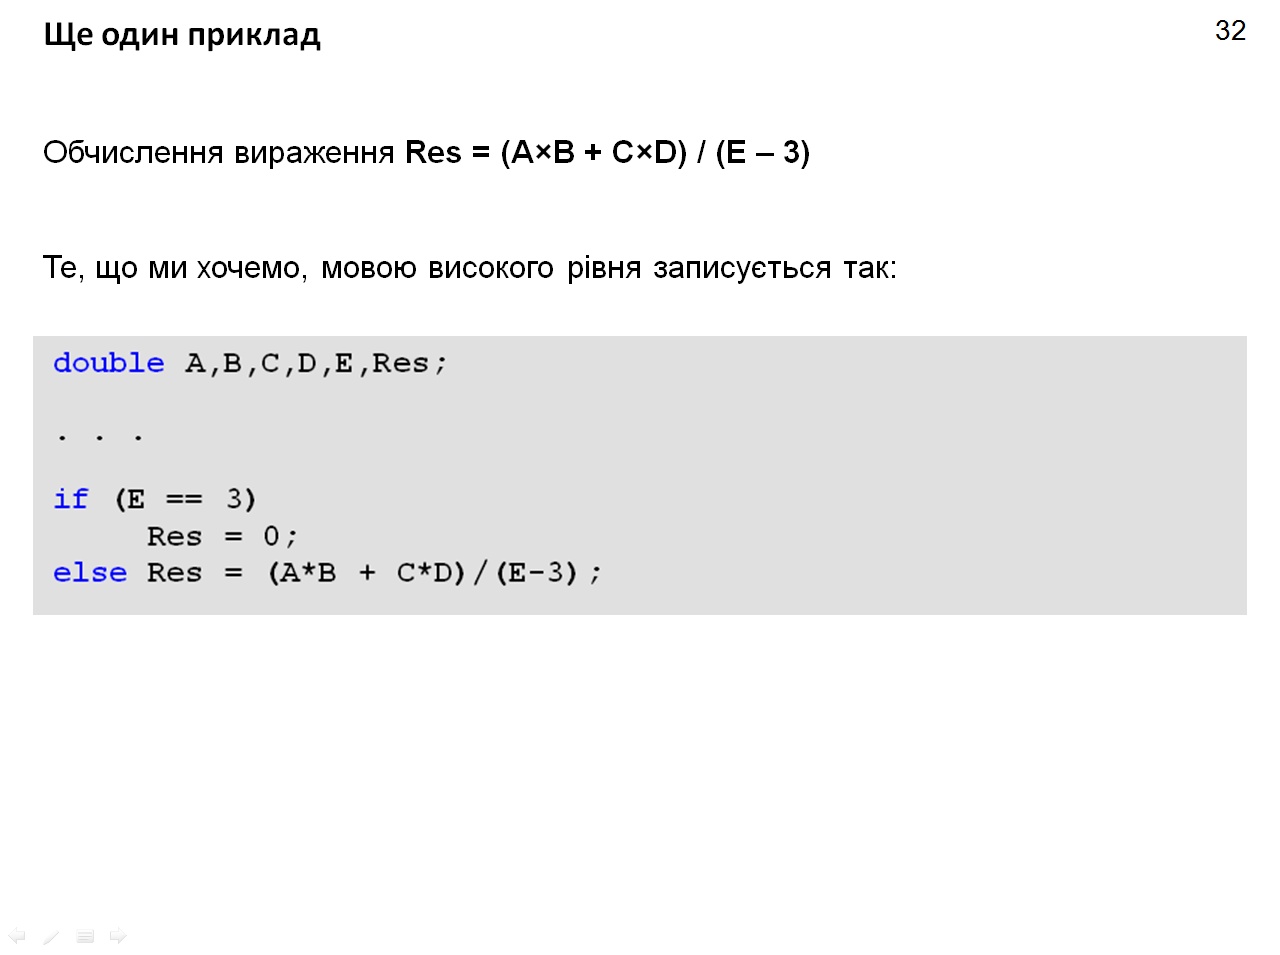 Ще один приклад
32
Обчислення вираження Res = (A×B + C×D) / (E – 3)
Те, що ми хочемо, мовою високого рівня записується так:
double A,B,C,D,E,Res;
. . .
if (E == 3)
Res = 0;
else Res = (A*B + C*D)/(E-3);